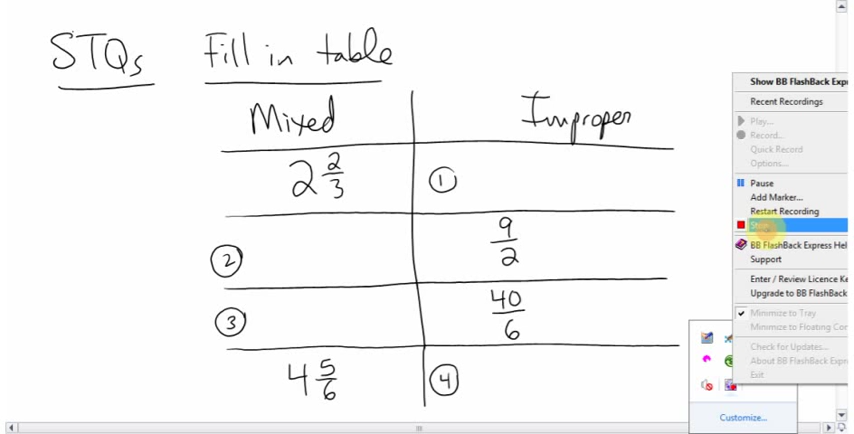 STQs Fill in table
Mixed Improper
2 2/3 ①
② 9/2
③ 40/6
4 5/6 ④
Show BB FlashBack Expr
Recent Recordings
Play...
Record...
Quick Record
Options...
Pause
Add Marker...
Restart Recording
Stop
BB FlashBack Express Hel
Support
Enter / Review Licence Ke
Upgrade to BB FlashBack
Minimize to Tray
Minimize to Floating Con
Check for Updates...
About BB FlashBack Expr
Exit
Customize...